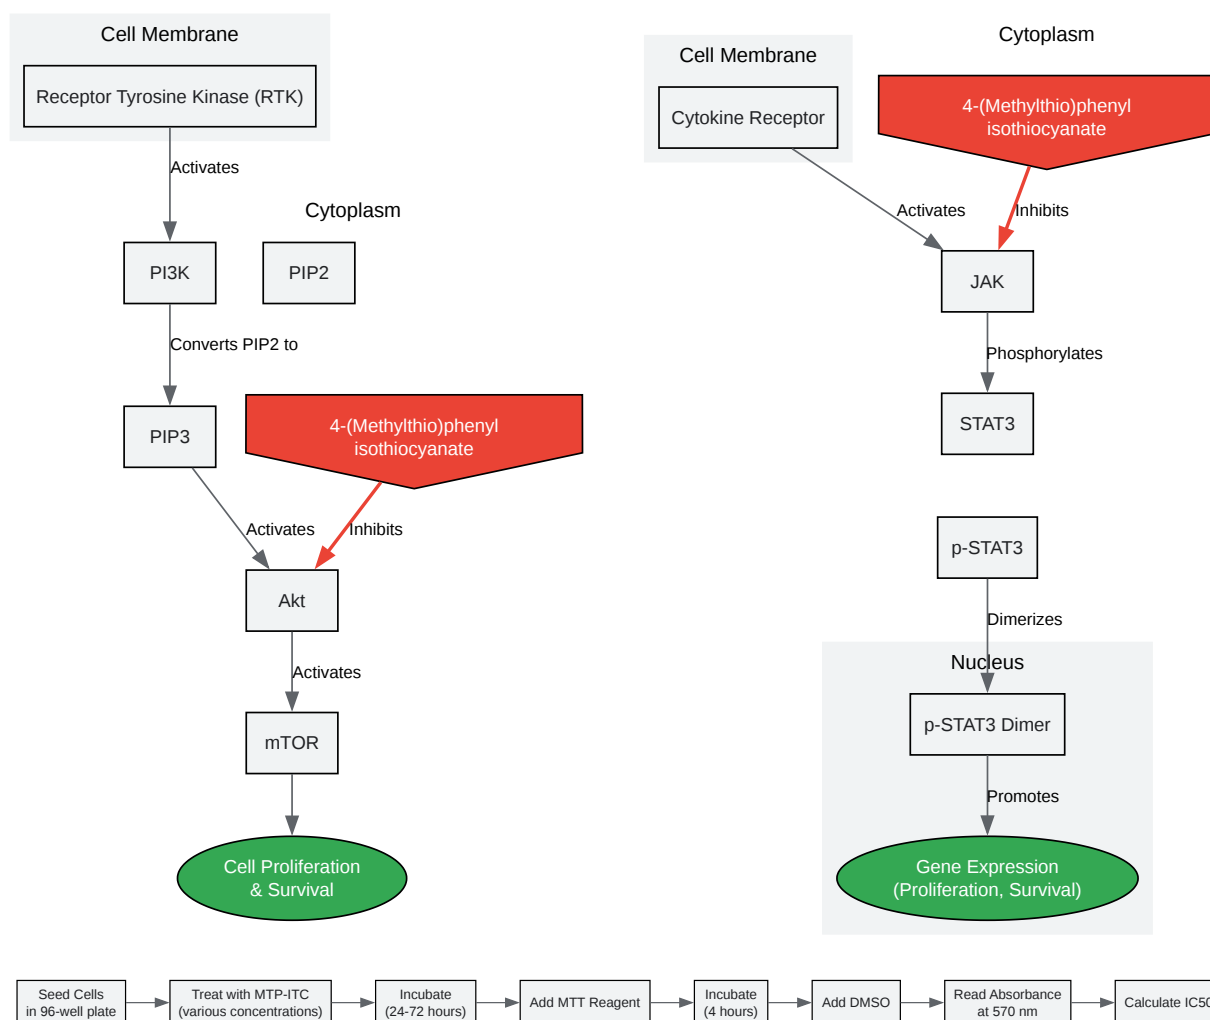 Cell Membrane
Receptor Tyrosine Kinase (RTK)
Activates
Cytoplasm
PI3K
PIP2
Converts PIP2 to
PIP3
4-(Methylthio)phenyl
isothiocyanate
Activates
Inhibits
Akt
Activates
mTOR
Cell Proliferation
& Survival
Cytoplasm
Cell Membrane
Cytokine Receptor
4-(Methylthio)phenyl
isothiocyanate
Activates
Inhibits
JAK
Phosphorylates
STAT3
p-STAT3
Dimerizes
Nucleus
p-STAT3 Dimer
Promotes
Gene Expression
(Proliferation, Survival)
Seed Cells
in 96-well plate
Treat with MTP-ITC
(various concentrations)
Incubate
(24-72 hours)
Add MTT Reagent
Incubate
(4 hours)
Add DMSO
Read Absorbance
at 570 nm
Calculate IC50